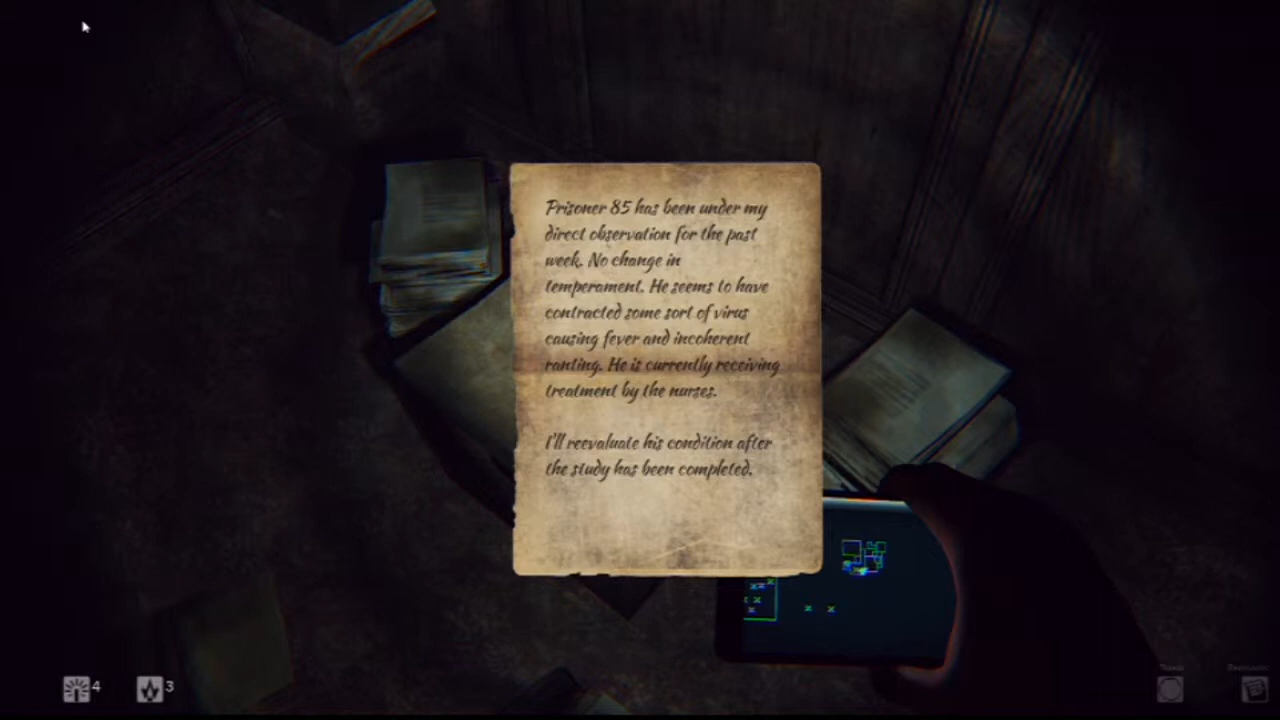 Prisoner 85 has been under my
direct observation for the past
week. No change in
temperament. He seems to have
contracted some sort of virus
causing fever and incoherent
ranting. He is currently receiving
treatment by the nurses.
I'll reevaluate his condition after
the study has been completed.
4
3